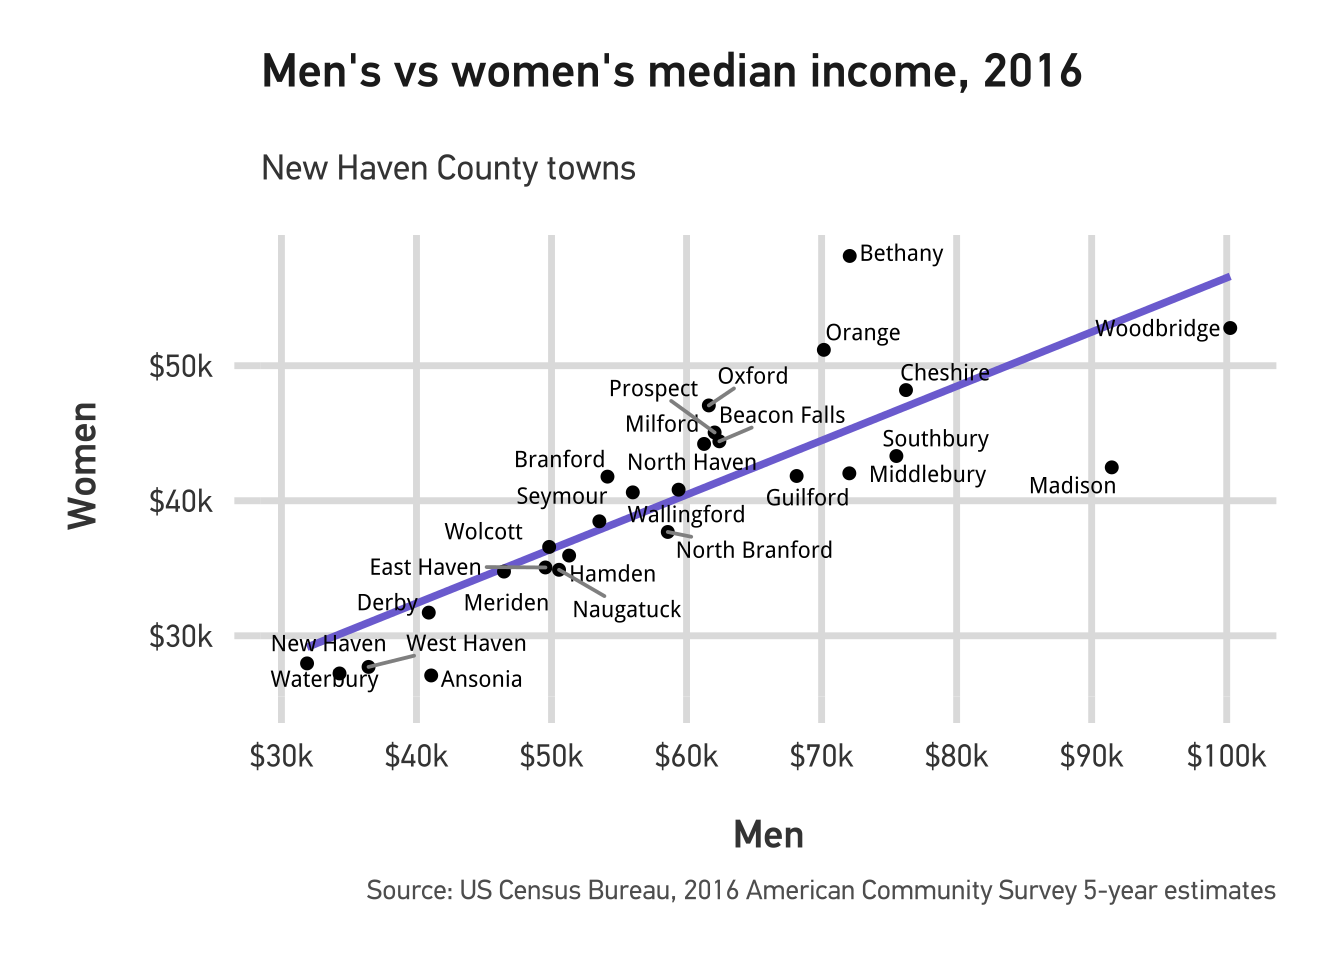 Men's vs women's median income, 2016
New Haven County towns
Bethany
Orange
Woodbridge
$50k
Cheshire
Oxford
Prospect
Beacon Falls
Milford
Southbury
Branford
North Haven
Middlebury
Madison
Women
$40k
Seymour
Guilford
Wallingford
Wolcott
North Branford
East Haven
Hamden
Derby
Meriden
Naugatuck
$30k
New Haven
West Haven
Waterbury
Ansonia
$30k $40k $50k $60k $70k $80k $90k $100k
Men
Source: US Census Bureau, 2016 American Community Survey 5-year estimates